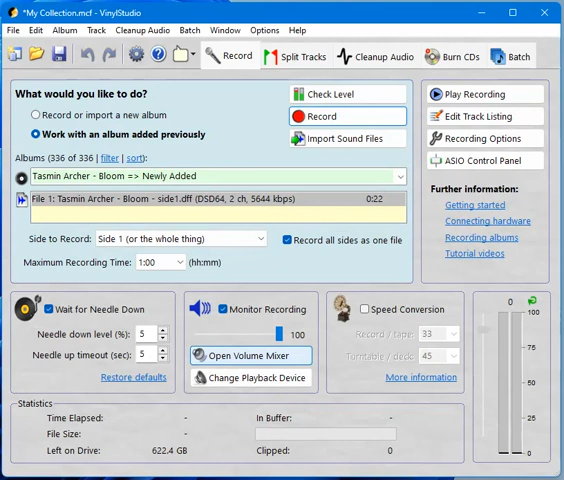 *My Collection.mcf - VinylStudio
File Edit Album Track Cleanup Audio Batch Window Options Help
Record Split Tracks Cleanup Audio Burn CDs Batch
What would you like to do?
Record or import a new album
Work with an album added previously
Check Level
Record
Import Sound Files
Albums (336 of 336 | filter | sort):
Tasmin Archer - Bloom => Newly Added
File 1: Tasmin Archer - Bloom - side1.dff (DSD64, 2 ch, 5644 kbps) 0:22
Side to Record: Side 1 (or the whole thing) Record all sides as one file
Maximum Recording Time: 1:00 (hh:mm)
Play Recording
Edit Track Listing
Recording Options
ASIO Control Panel
Further information:
Getting started
Connecting hardware
Recording albums
Tutorial videos
Wait for Needle Down
Needle down level (%): 5
Needle up timeout (sec): 5
Restore defaults
Monitor Recording
100
Open Volume Mixer
Change Playback Device
Speed Conversion
Record / tape: 33
Turntable / deck: 45
More information
0
100
75
50
25
0
Statistics
Time Elapsed: - In Buffer: -
File Size: -
Left on Drive: 622.4 GB Clipped: 0